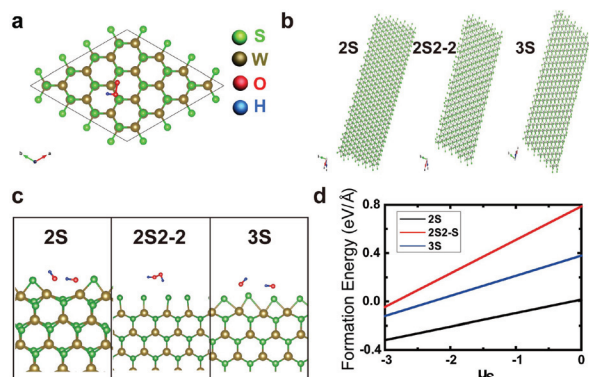 a
S
W
O
H
b a
b
2S 2S2-2 3S
c
2S 2S2-2 3S
d
Formation Energy (eV/Å)
0.8
0.4
0.0
-0.4
2S
2S2-S
3S
-3 -2 -1 0
μs